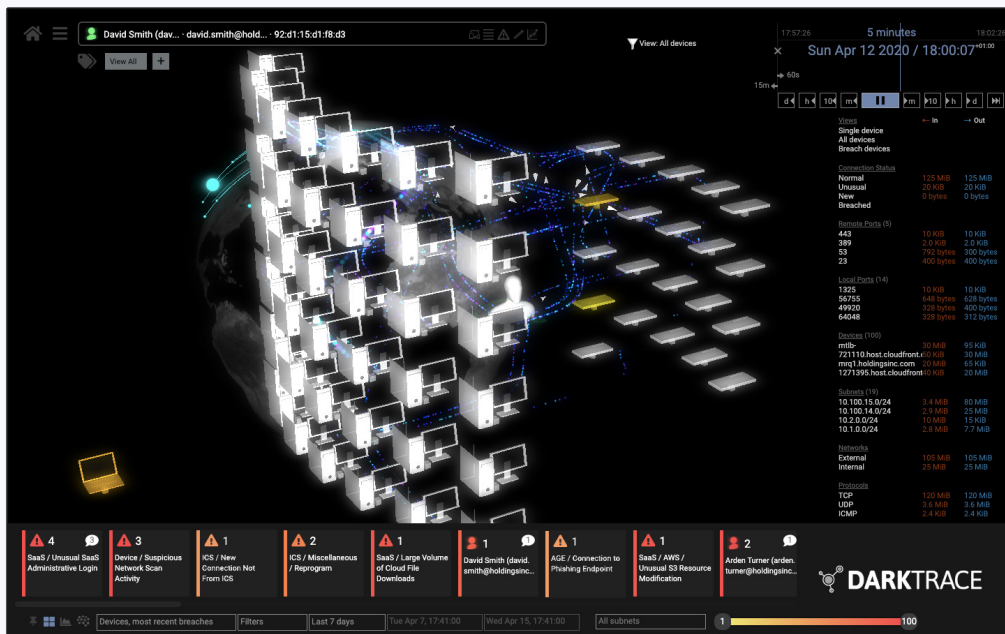 David Smith (dav... · david.smith@hold... · 92:d1:15:d1:f8:d3
View All
+
View: All devices
17:57:26
5 minutes
18:02:26
Sun Apr 12 2020 / 18:00:07 +01:00
60s
15m
d h 10 m m 10 h d
Views In Out
Single device
All devices
Breach devices
Connection Status
Normal 125 MiB 125 MiB
Unusual 20 KiB 20 KiB
New 0 bytes 0 bytes
Breached
Remote Ports (5)
443 10 KiB 10 KiB
389 2.0 KiB 2.0 KiB
53 792 bytes 300 bytes
23 400 bytes 400 bytes
Local Ports (14)
1325 10 KiB 10 KiB
56755 648 bytes 628 bytes
49920 328 bytes 400 bytes
64048 328 bytes 312 bytes
Devices (100)
mtlb- 30 MiB 95 KiB
721110.host.cloudfront. 30 MiB
mrq1.holdingsinc.com 20 MiB 65 KiB
1271395.host.cloudfront 20 MiB
Subnets (19)
10.100.15.0/24 3.4 MiB 80 MiB
10.100.14.0/24 2.9 MiB 25 MiB
10.2.0.0/24 10 MiB 15 KiB
10.1.0.0/24 2.8 MiB 7.7 MiB
Networks
External 105 MiB 105 MiB
Internal 25 MiB 25 MiB
Protocols
TCP 120 MiB 120 MiB
UDP 3.6 MiB 3.6 MiB
ICMP 2.4 KiB 2.4 KiB
4 3
SaaS / Unusual SaaS
Administrative Login
3
Device / Suspicious
Network Scan
Activity
1
ICS / New
Connection Not
From ICS
2
ICS / Miscellaneous
/ Reprogram
1
SaaS / Large Volume
of Cloud File
Downloads
1 1
David Smith (david.
smith@holdingsinc...
1
AGE / Connection to
Phishing Endpoint
1
SaaS / AWS /
Unusual S3 Resource
Modification
2 1
Arden Turner (arden.
turner@holdingsinc...
DARKTRACE
Devices, most recent breaches
Filters
Last 7 days
Tue Apr 7, 17:41:00
Wed Apr 15, 17:41:00
All subnets
1
100